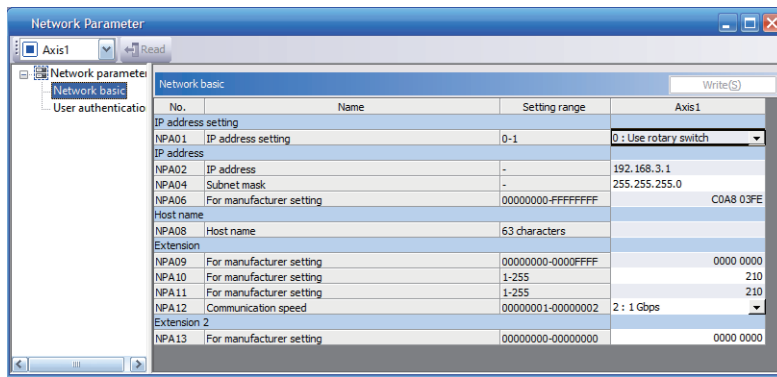 Network Parameter
Axis1 Read
Network parameter
Network basic
User authenticatio
Network basic Write(S)
No. Name Setting range Axis1
IP address setting
NPA01 IP address setting 0-1 0 : Use rotary switch
IP address
NPA02 IP address - 192.168.3.1
NPA04 Subnet mask - 255.255.255.0
NPA06 For manufacturer setting 00000000-FFFFFFFF C0A8 03FE
Host name
NPA08 Host name 63 characters
Extension
NPA09 For manufacturer setting 00000000-0000FFFF 0000 0000
NPA10 For manufacturer setting 1-255 210
NPA11 For manufacturer setting 1-255 210
NPA12 Communication speed 00000001-00000002 2 : 1 Gbps
Extension 2
NPA13 For manufacturer setting 00000000-00000000 0000 0000